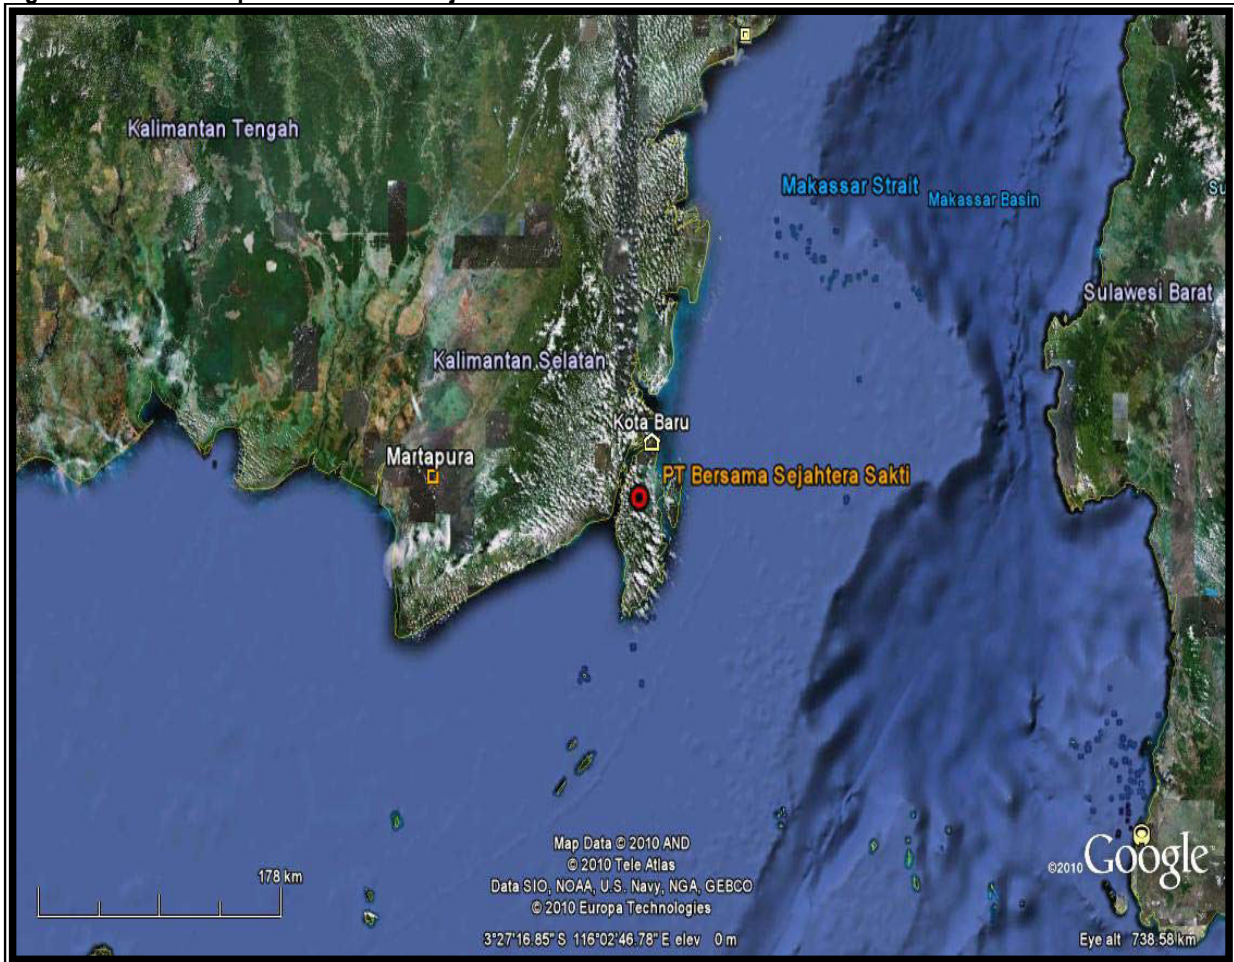 Kalimantan Tengah
Makassar Strait
Makassar Basin
Sulawesi Barat
Kalimantan Selatan
Kota Baru
Martapura
PT Bersama Sejahtera Sakti
Map Data © 2010 AND
© 2010 Tele Atlas
Data SIO, NOAA, U.S. Navy, NGA, GEBCO
© 2010 Europa Technologies
178 km
©2010 Google
3°27'16.85" S 116°02'46.78" E elev 0 m
Eye alt 738.58 km